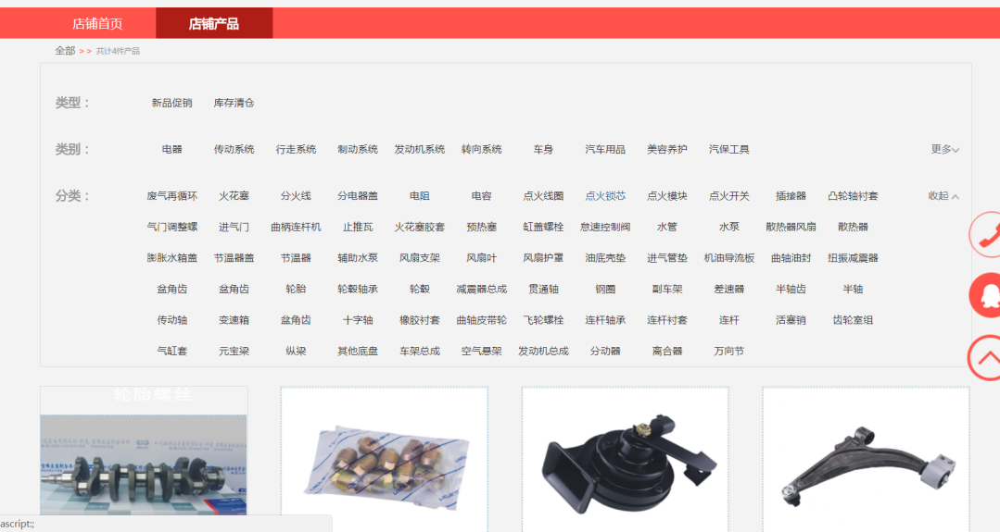 店铺首页 店铺产品
全部 >> 共计4件产品
类型： 新品促销 库存清仓
类别： 电器 传动系统 行走系统 制动系统 发动机系统 转向系统 车身 汽车用品 美容养护 汽保工具 更多
分类： 废气再循环 火花塞 分火线 分电器盖 电阻 电容 点火线圈 点火锁芯 点火模块 点火开关 插接器 凸轮轴衬套 收起
气门调整螺 进气门 曲柄连杆机 止推瓦 火花塞胶套 预热塞 缸盖螺栓 怠速控制阀 水管 水泵 散热器风扇 散热器
膨胀水箱盖 节温器盖 节温器 辅助水泵 风扇支架 风扇叶 风扇护罩 油底壳垫 进气管垫 机油导流板 曲轴油封 扭振减震器
盆角齿 盆角齿 轮胎 轮毂轴承 轮毂 减震器总成 贯通轴 钢圈 副车架 差速器 半轴齿 半轴
传动轴 变速箱 盆角齿 十字轴 橡胶衬套 曲轴皮带轮 飞轮螺栓 连杆轴承 连杆衬套 连杆 活塞销 齿轮室组
气缸套 元宝梁 纵梁 其他底盘 车架总成 空气悬架 发动机总成 分动器 离合器 万向节
轮胎螺丝
ascript:;